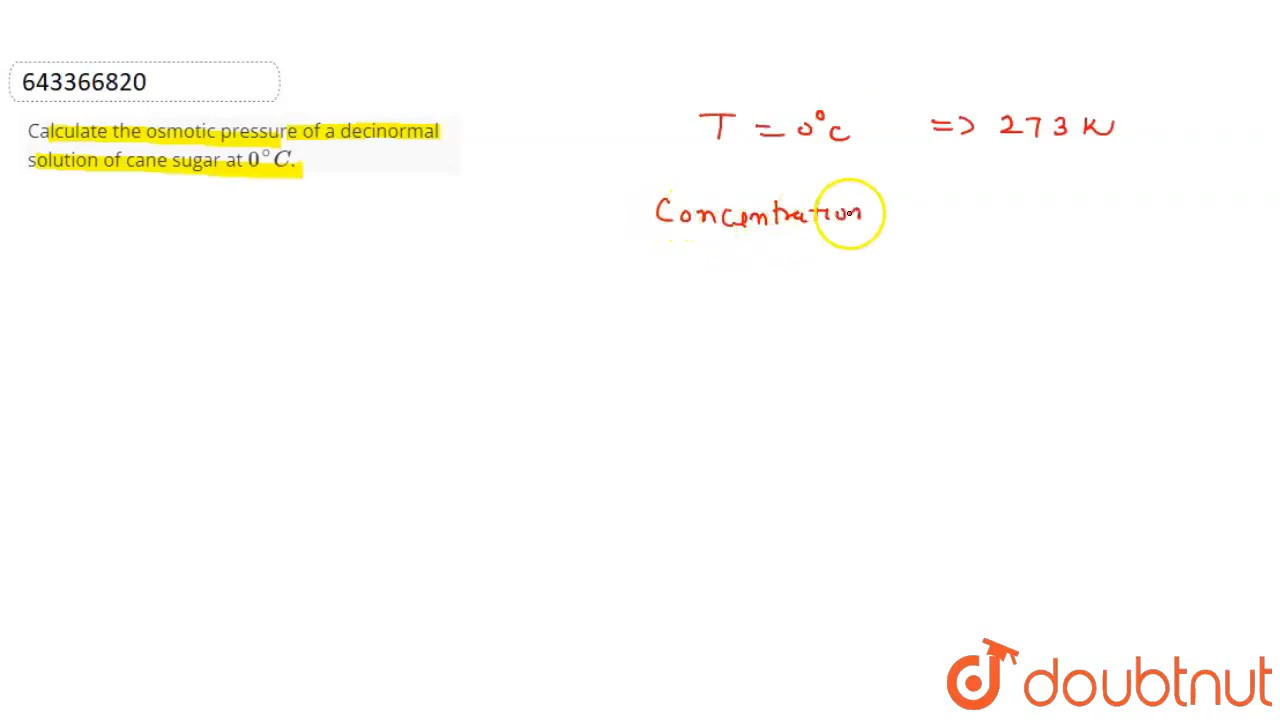 643366820
Calculate the osmotic pressure of a decinormal
solution of cane sugar at 0°C.
T = 0°C => 273 K
Concentration
doubtnut